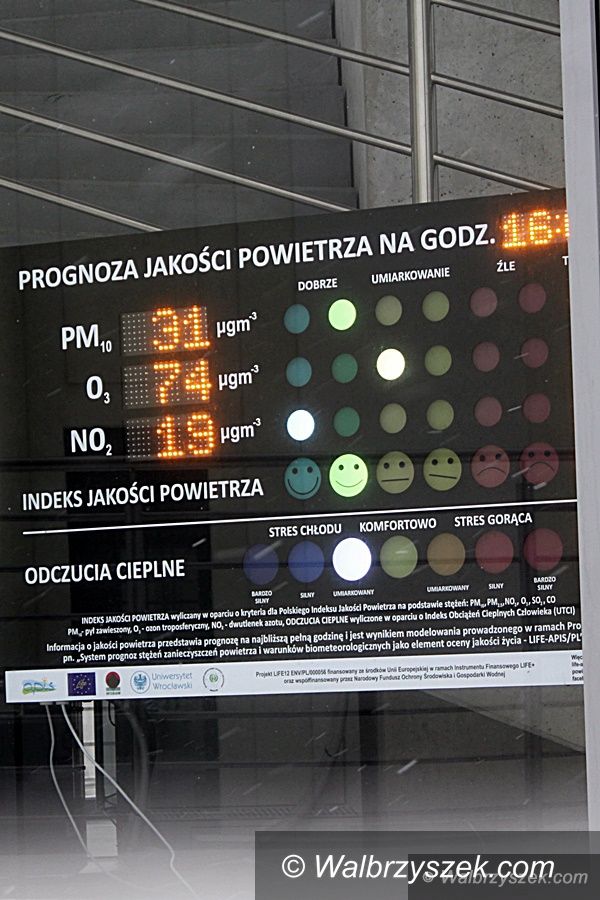 PROGNOZA JAKOŚCI POWIETRZA NA GODZ. 16:
DOBRZE UMIARKOWANIE ŹLE
PM10 31 µgm-3
O3 74 µgm-3
NO2 19 µgm-3
INDEKS JAKOŚCI POWIETRZA
STRES CHŁODU KOMFORTOWO STRES GORĄCA
ODCZUCIA CIEPLNE
BARDZO SILNY SILNY UMIARKOWANY UMIARKOWANY SILNY BARDZO SILNY
INDEKS JAKOŚCI POWIETRZA wyliczany w oparciu o kryteria dla Polskiego Indeksu Jakości Powietrza na podstawie stężeń: PM10, PM2.5, NO2, O3, SO2, CO
PM10- pył zawieszony, O3 - ozon troposferyczny, NO2 - dwutlenek azotu, ODCZUCIA CIEPLNE wyliczone w oparciu o Indeks Obciążeń Cieplnych Człowieka (UTCI)
Informacja o jakości powietrza przedstawia prognozę na najbliższą pełną godzinę i jest wynikiem modelowania prowadzonego w ramach Pro
pn. „System prognoz stężeń zanieczyszczeń powietrza i warunków biometeorologicznych jako element oceny jakości życia - LIFE-APIS/PL"
apis
Uniwersytet Wrocławski
Projekt LIFE12 ENV/PL/000056 finansowany ze środków Unii Europejskiej w ramach Instrumentu Finansowego LIFE+
oraz współfinansowany przez Narodowy Fundusz Ochrony Środowiska i Gospodarki Wodnej
© Walbrzyszek.com
© Walbrzyszek.com